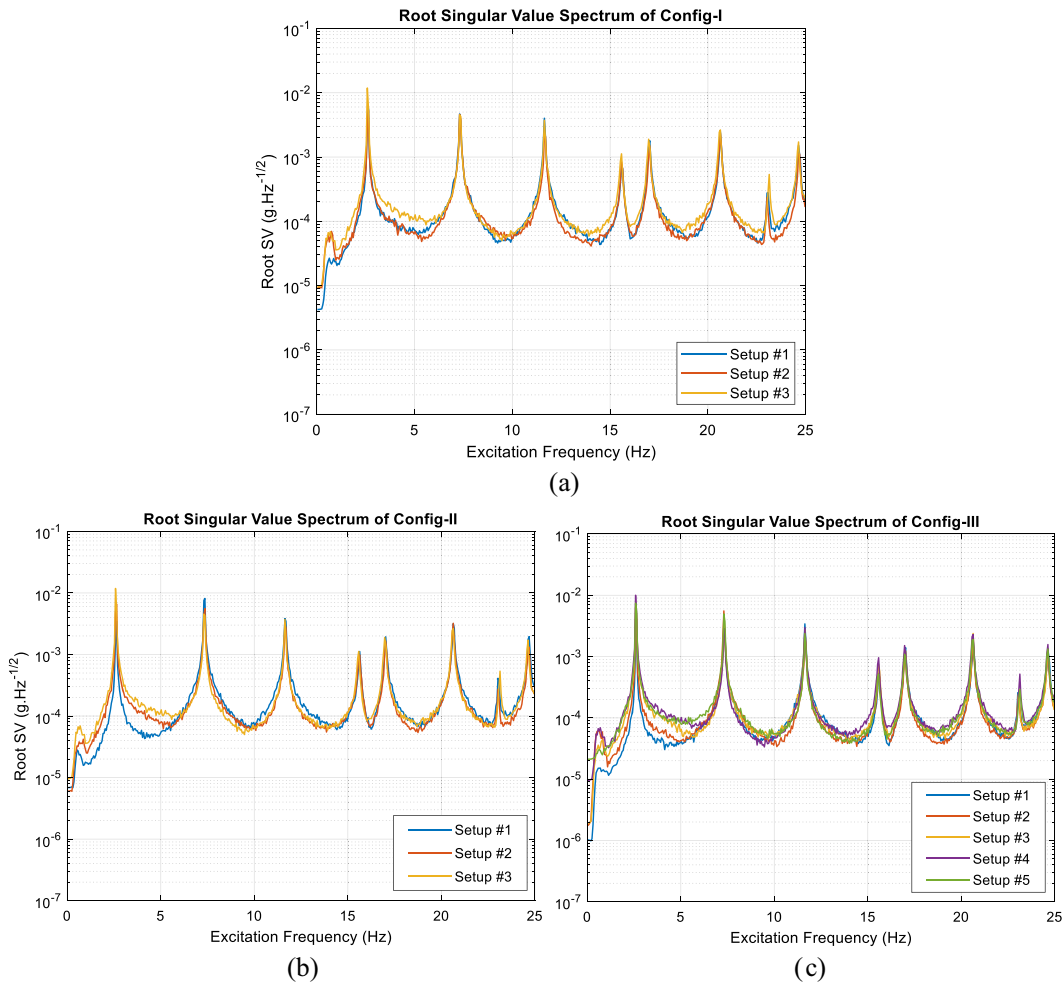 Root Singular Value Spectrum of Config-I
Root SV (g.Hz^-1/2)
10^-1
10^-2
10^-3
10^-4
10^-5
10^-6
10^-7
Setup #1
Setup #2
Setup #3
0 5 10 15 20 25
Excitation Frequency (Hz)
(a)
Root Singular Value Spectrum of Config-II
Root SV (g.Hz^-1/2)
10^-1
10^-2
10^-3
10^-4
10^-5
10^-6
10^-7
Setup #1
Setup #2
Setup #3
0 5 10 15 20 25
Excitation Frequency (Hz)
(b)
Root Singular Value Spectrum of Config-III
10^-1
10^-2
10^-3
10^-4
10^-5
10^-6
10^-7
Setup #1
Setup #2
Setup #3
Setup #4
Setup #5
0 5 10 15 20 25
Excitation Frequency (Hz)
(c)